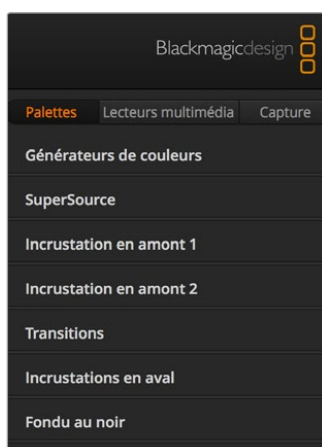 Blackmagicdesign
Palettes Lecteurs multimédia Capture
Générateurs de couleurs
SuperSource
Incrustation en amont 1
Incrustation en amont 2
Transitions
Incrustations en aval
Fondu au noir